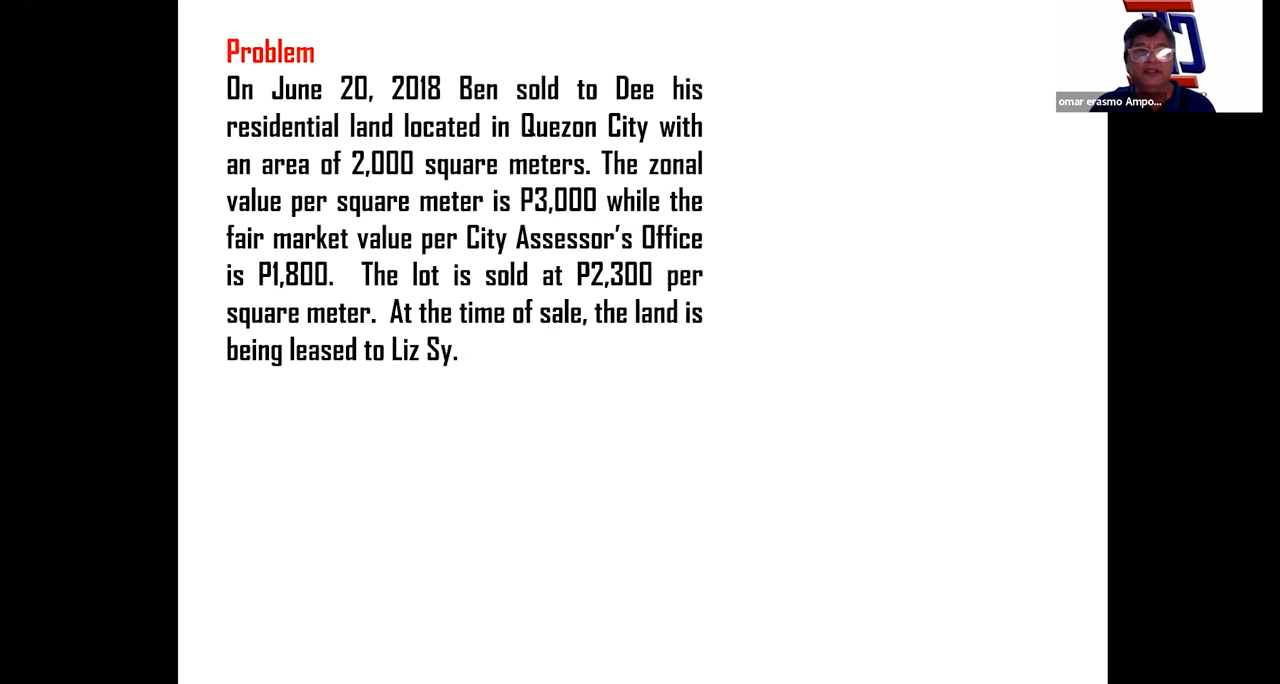 Problem
On June 20, 2018 Ben sold to Dee his
residential land located in Quezon City with
an area of 2,000 square meters. The zonal
value per square meter is P3,000 while the
fair market value per City Assessor's Office
is P1,800. The lot is sold at P2,300 per
square meter. At the time of sale, the land is
being leased to Liz Sy.
omar erasmo Ampo...